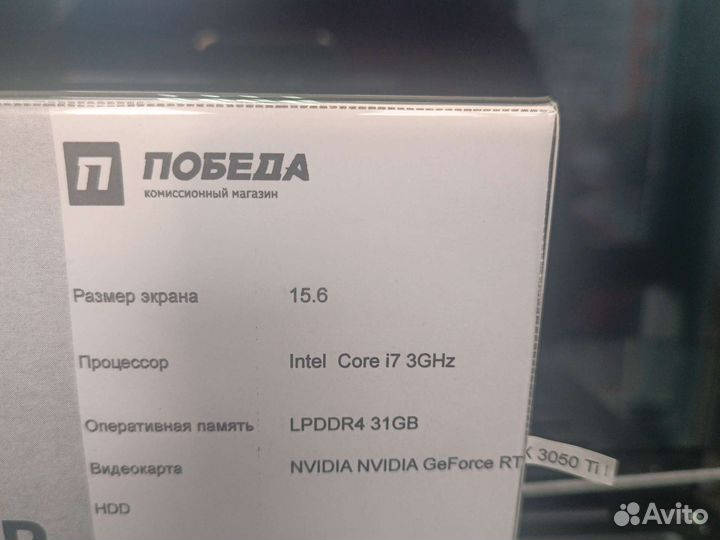 П ПОБЕДА
комиссионный магазин
Размер экрана 15.6
Процессор Intel Core i7 3GHz
Оперативная память LPDDR4 31GB
Видеокарта NVIDIA NVIDIA GeForce RTX 3050 Ti
HDD
Avito